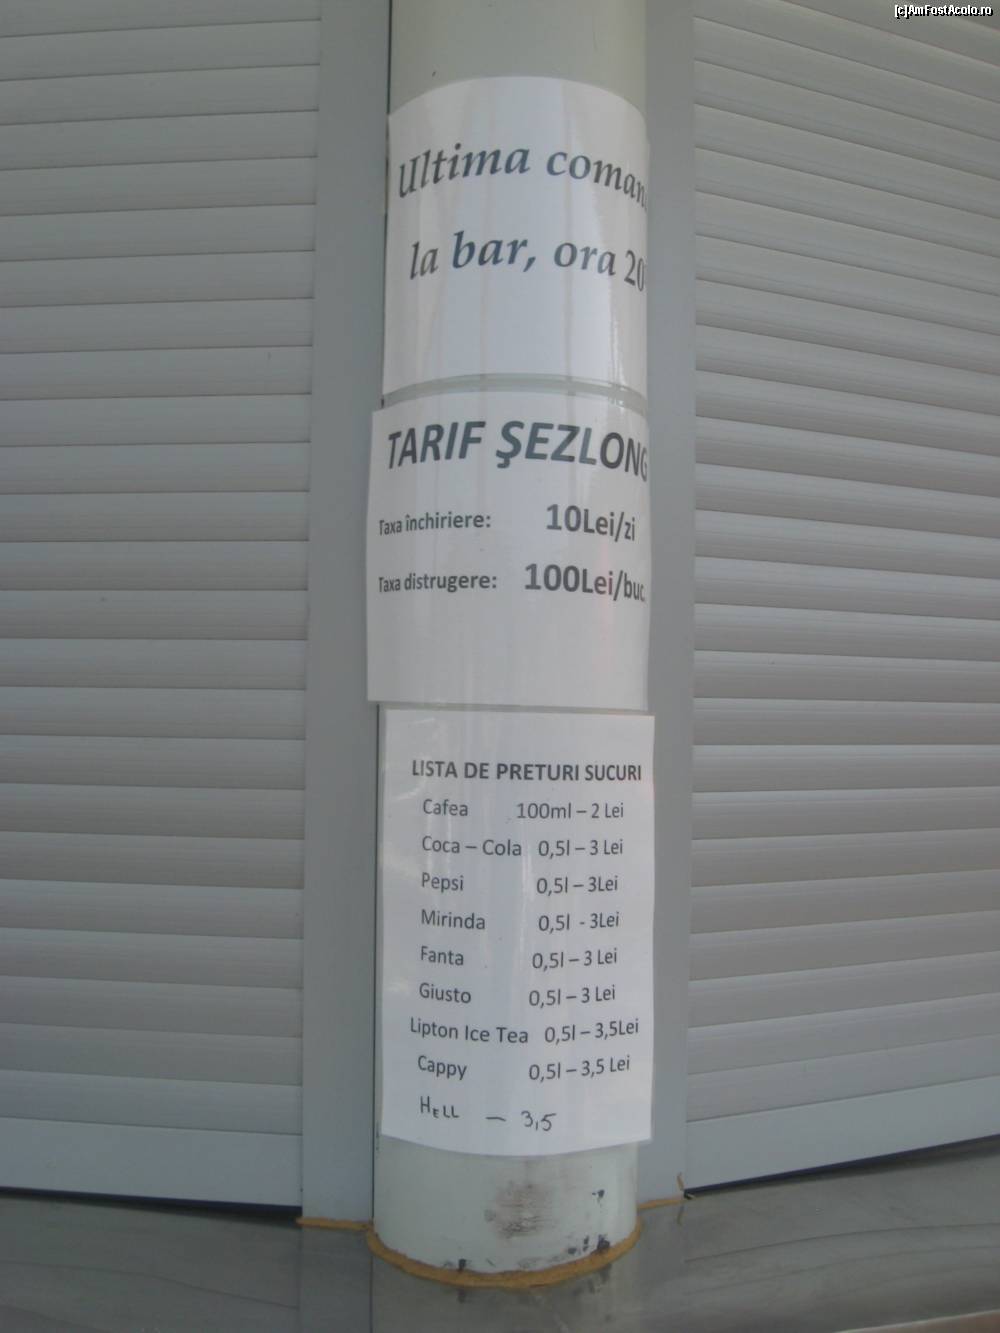 [c]AmFostAcolo.ro
Ultima
la bar, ora
TARIF ŞEZLONG
Taxa închiriere: 10Lei/zi
Taxa distrugere: 100Lei/buc.
LISTA DE PRETURI SUCURI
Cafea 100ml – 2 Lei
Coca – Cola 0,5l – 3 Lei
Pepsi 0,5l – 3Lei
Mirinda 0,5l - 3Lei
Fanta 0,5l – 3 Lei
Giusto 0,5l – 3 Lei
Lipton Ice Tea 0,5l – 3,5Lei
Cappy 0,5l – 3,5 Lei
HELL – 3,5